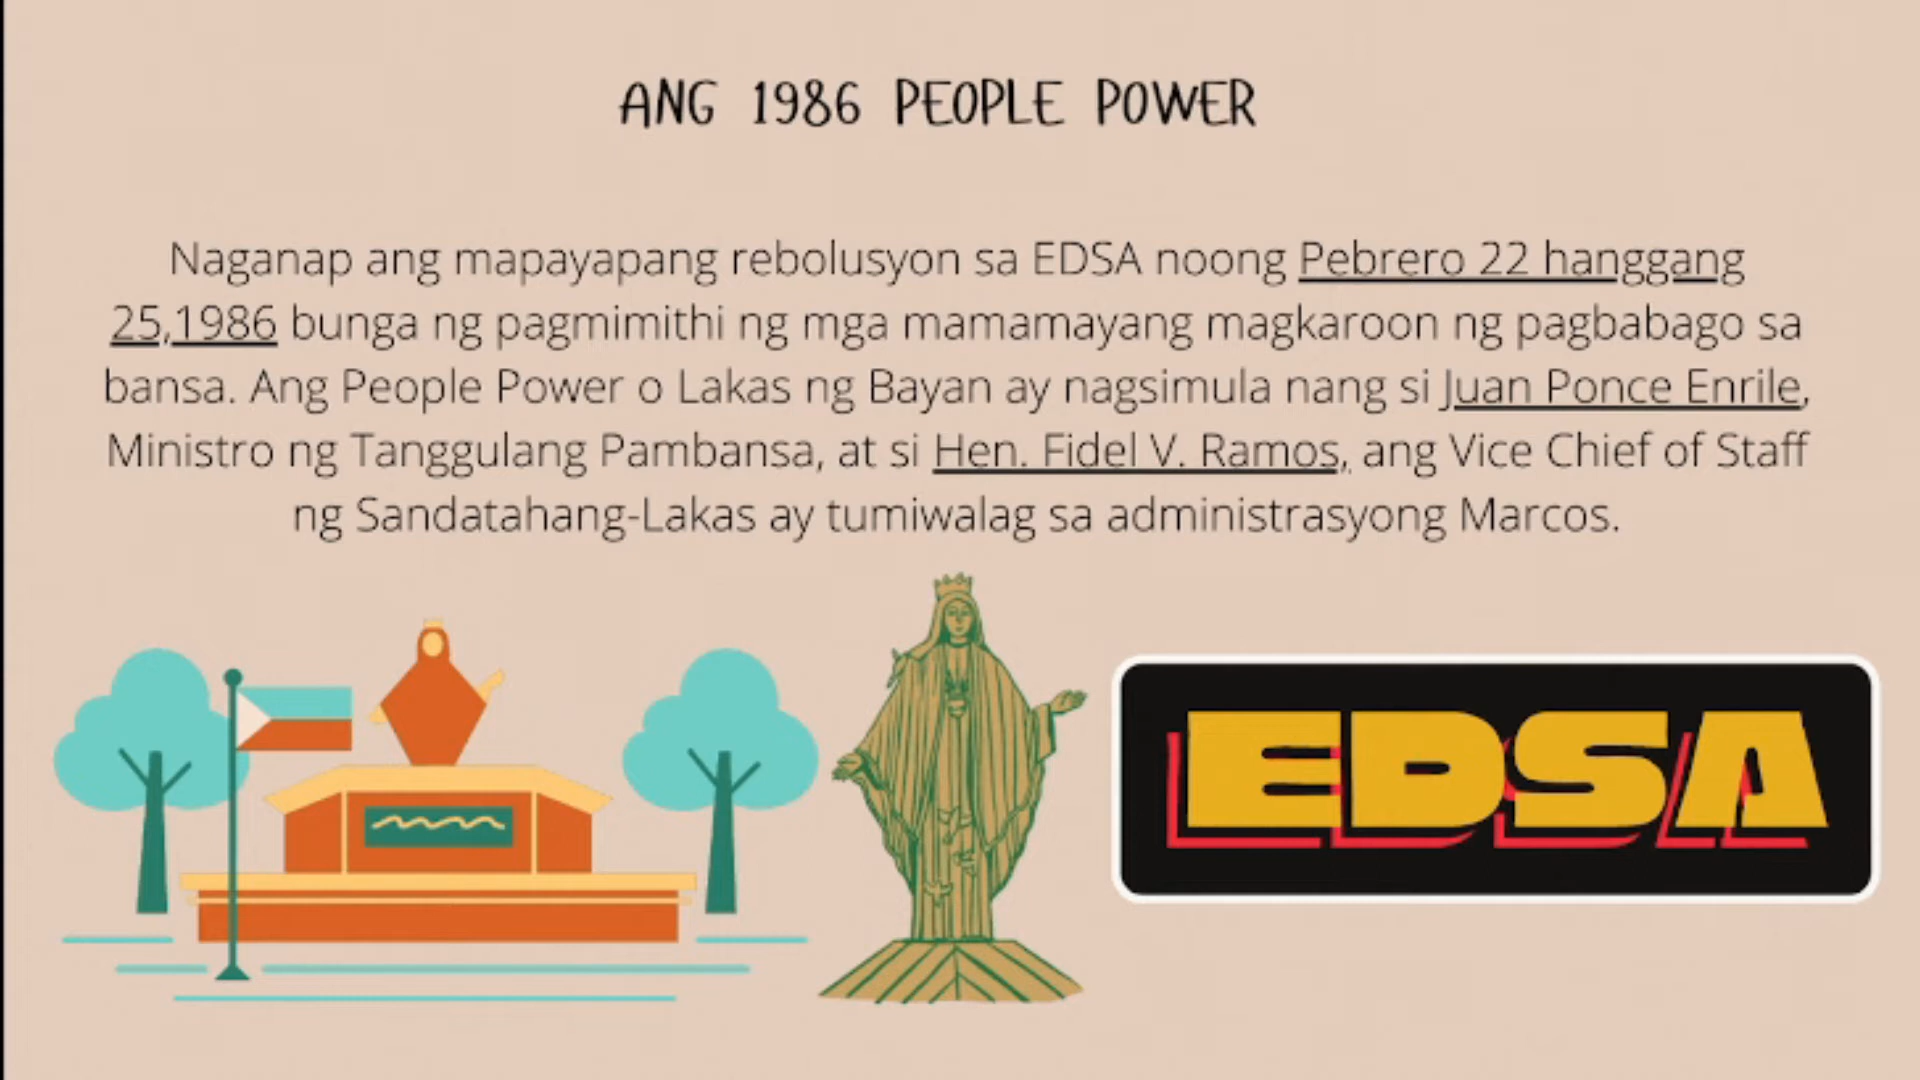 ANG 1986 PEOPLE POWER
Naganap ang mapayapang rebolusyon sa EDSA noong Pebrero 22 hanggang
25,1986 bunga ng pagmimithi ng mga mamamayang magkaroon ng pagbabago sa
bansa. Ang People Power o Lakas ng Bayan ay nagsimula nang si Juan Ponce Enrile,
Ministro ng Tanggulang Pambansa, at si Hen. Fidel V. Ramos, ang Vice Chief of Staff
ng Sandatahang-Lakas ay tumiwalag sa administrasyong Marcos.
EDSA